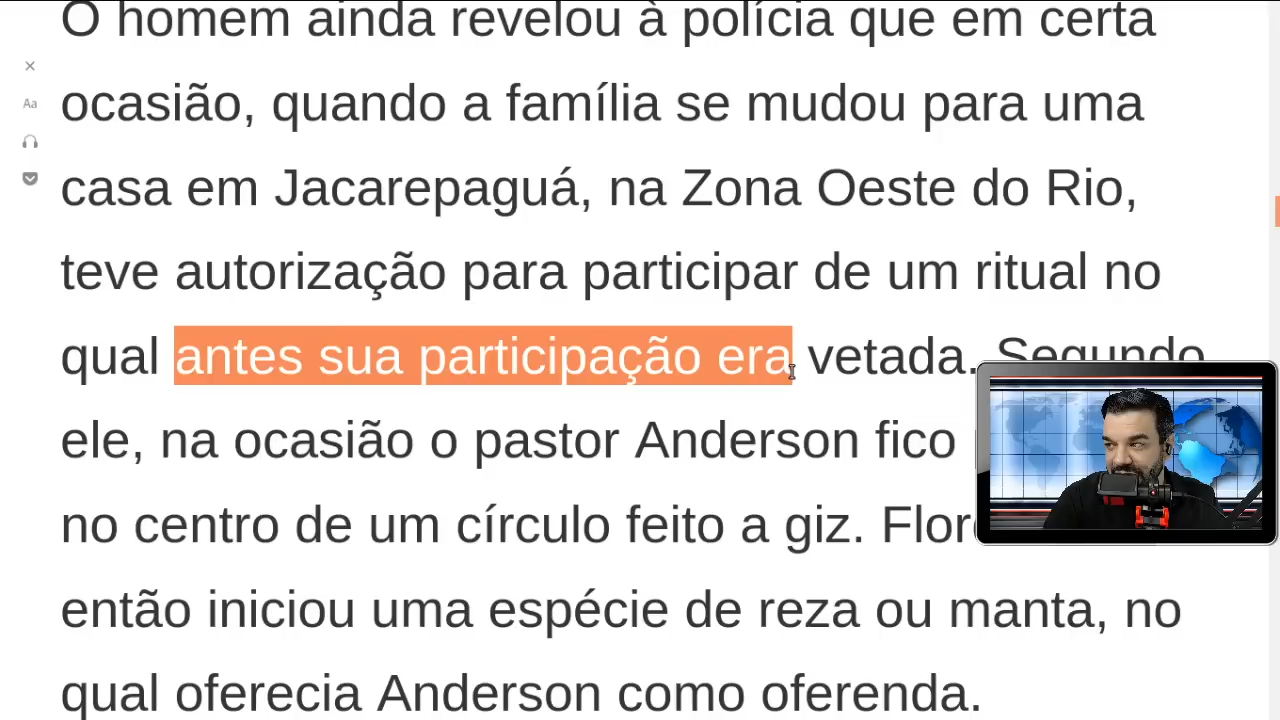 O homem ainda revelou à polícia que em certa
ocasião, quando a família se mudou para uma
casa em Jacarepaguá, na Zona Oeste do Rio,
teve autorização para participar de um ritual no
qual antes sua participação era vetada. Segundo
ele, na ocasião o pastor Anderson fico
no centro de um círculo feito a giz.
então iniciou uma espécie de reza ou manta, no
qual oferecia Anderson como oferenda.
Aa